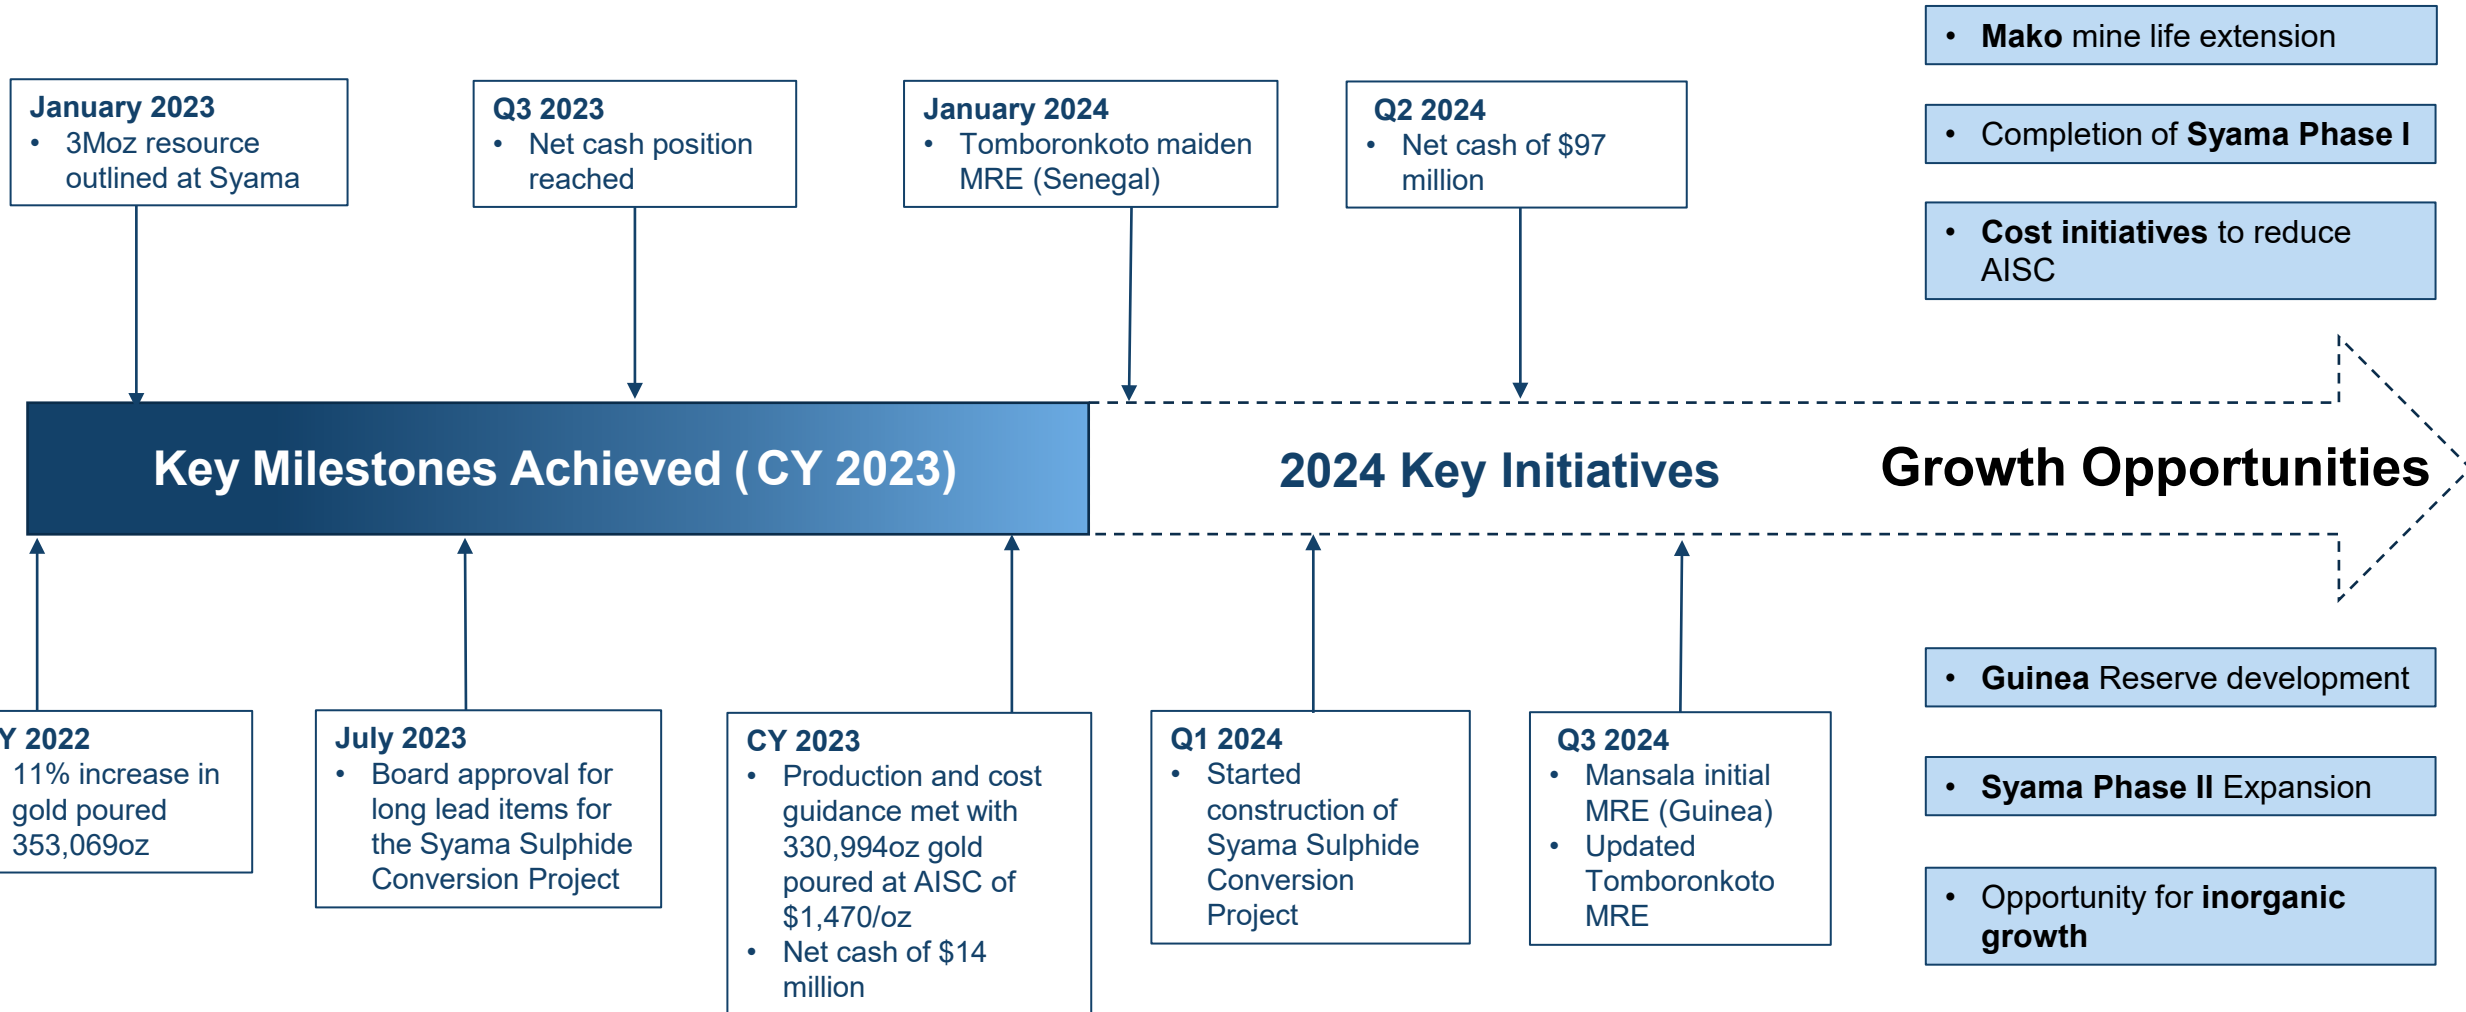 • Mako mine life extension
January 2023
• 3Moz resource
outlined at Syama
Q3 2023
• Net cash position
reached
January 2024
• Tomboronkoto maiden
MRE (Senegal)
Q2 2024
• Net cash of $97
million
• Completion of Syama Phase I
• Cost initiatives to reduce
AISC
Key Milestones Achieved (CY 2023)
2024 Key Initiatives
Growth Opportunities
Y 2022
11% increase in
gold poured
353,069oz
July 2023
• Board approval for
long lead items for
the Syama Sulphide
Conversion Project
CY 2023
• Production and cost
guidance met with
330,994oz gold
poured at AISC of
$1,470/oz
• Net cash of $14
million
Q1 2024
• Started
construction of
Syama Sulphide
Conversion
Project
Q3 2024
• Mansala initial
MRE (Guinea)
• Updated
Tomboronkoto
MRE
• Guinea Reserve development
• Syama Phase II Expansion
• Opportunity for inorganic
growth